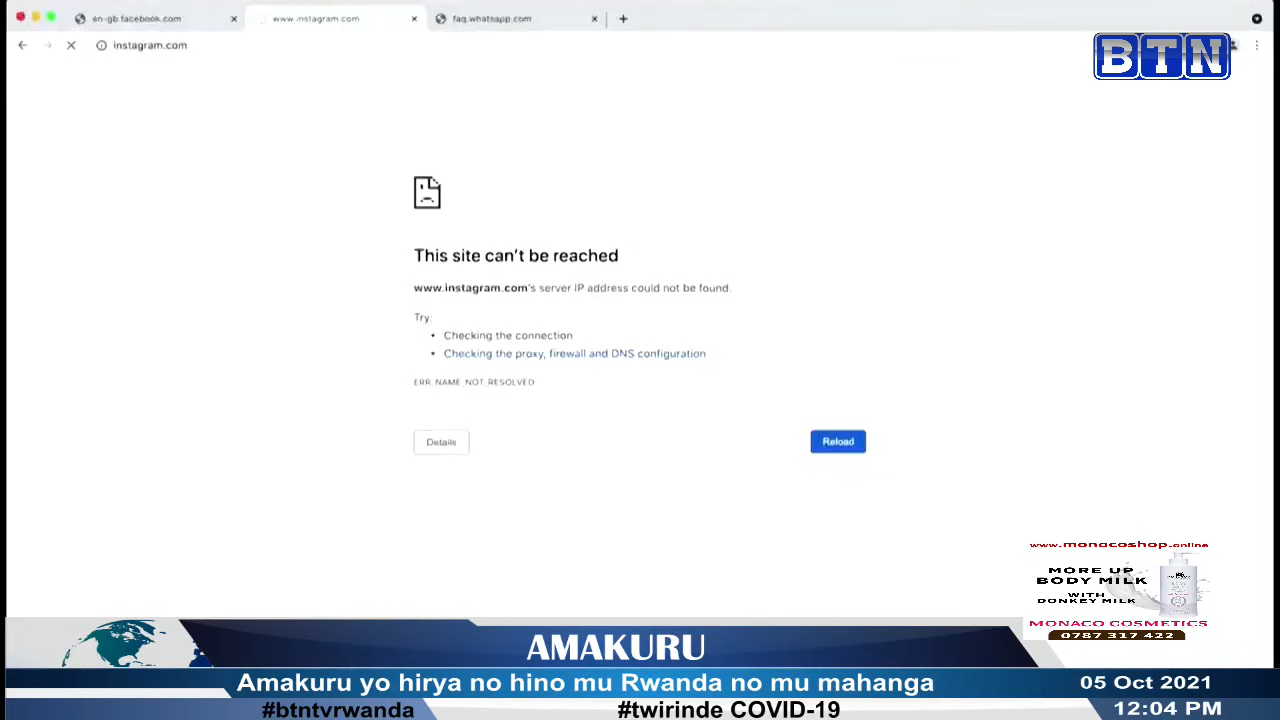 en-gb.facebook.com
www.instagram.com
faq.whatsapp.com
instagram.com
BTN
This site can't be reached
www.instagram.com's server IP address could not be found.
Try:
• Checking the connection
• Checking the proxy, firewall and DNS configuration
ERR_NAME_NOT_RESOLVED
Details
Reload
www.monacoshop.online
MORE UP
BODY MILK
WITH
DONKEY MILK
MONACO COSMETICS
0787 317 422
AMAKURU
Amakuru yo hirya no hino mu Rwanda no mu mahanga
05 Oct 2021
#btntvrwanda
#twirinde COVID-19
12:04 PM